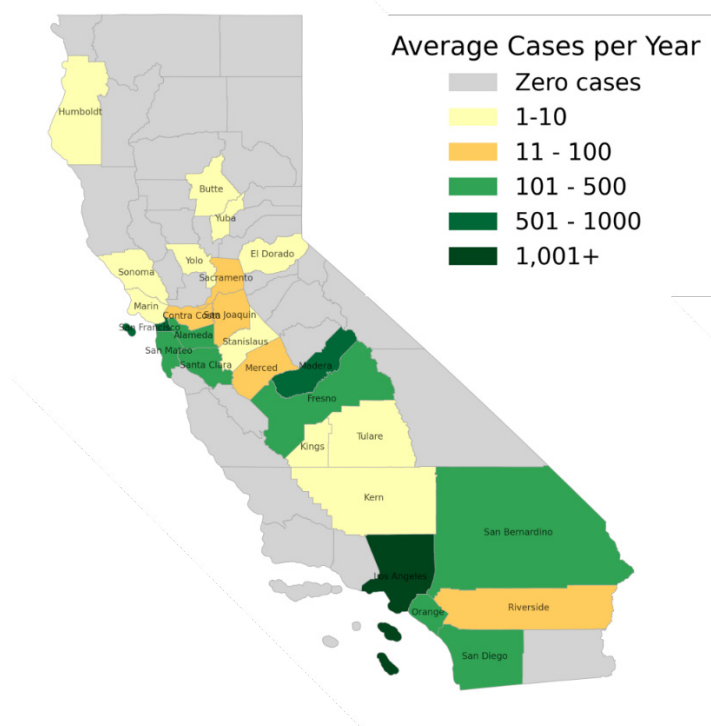 Average Cases per Year
Zero cases
1-10
11 - 100
101 - 500
501 - 1000
1,001+
Humboldt
Butte
Yuba
Yolo
El Dorado
Sonoma
Sacramento
Marin
Contra Costa
San Joaquin
San Francisco
Alameda
Stanislaus
San Mateo
Santa Clara
Merced
Madera
Fresno
Tulare
Kings
Kern
San Bernardino
Los Angeles
Orange
Riverside
San Diego